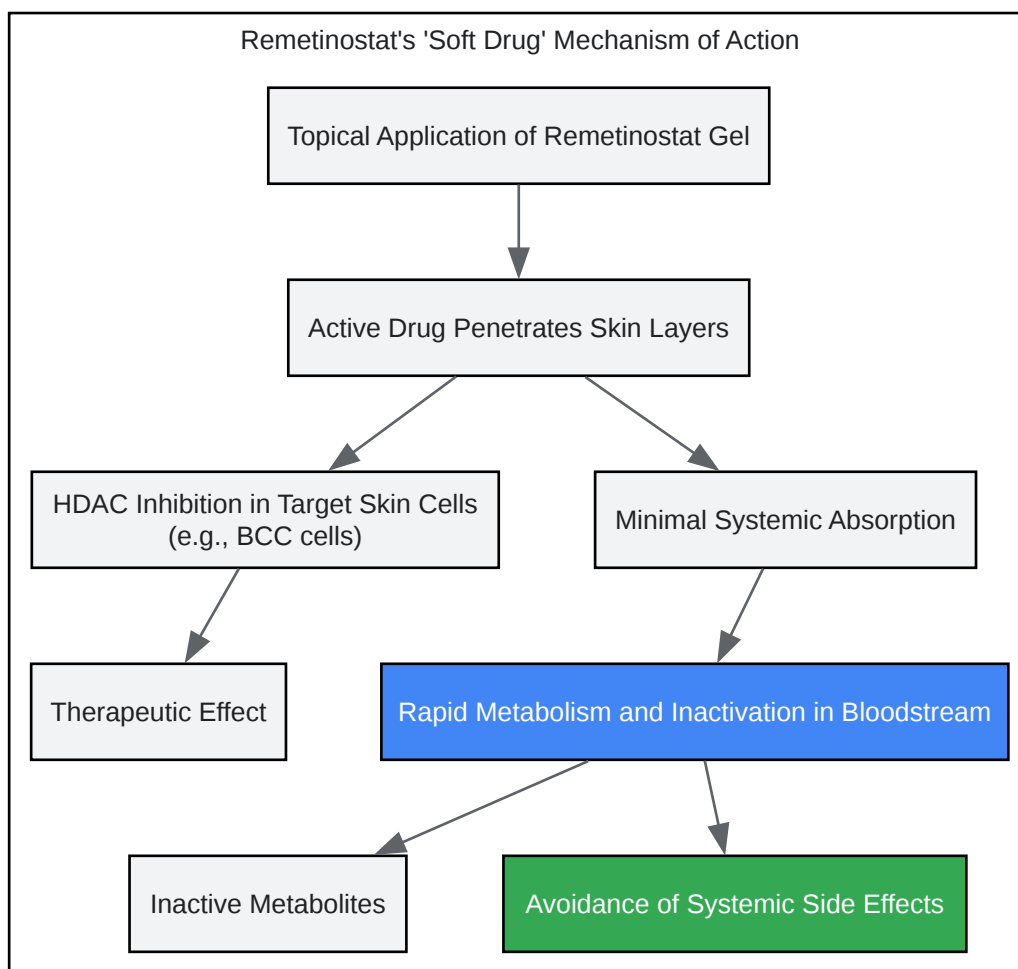 Remetinostat's 'Soft Drug' Mechanism of Action
Topical Application of Remetinostat Gel
Active Drug Penetrates Skin Layers
HDAC Inhibition in Target Skin Cells
(e.g., BCC cells)
Minimal Systemic Absorption
Therapeutic Effect
Rapid Metabolism and Inactivation in Bloodstream
Inactive Metabolites
Avoidance of Systemic Side Effects